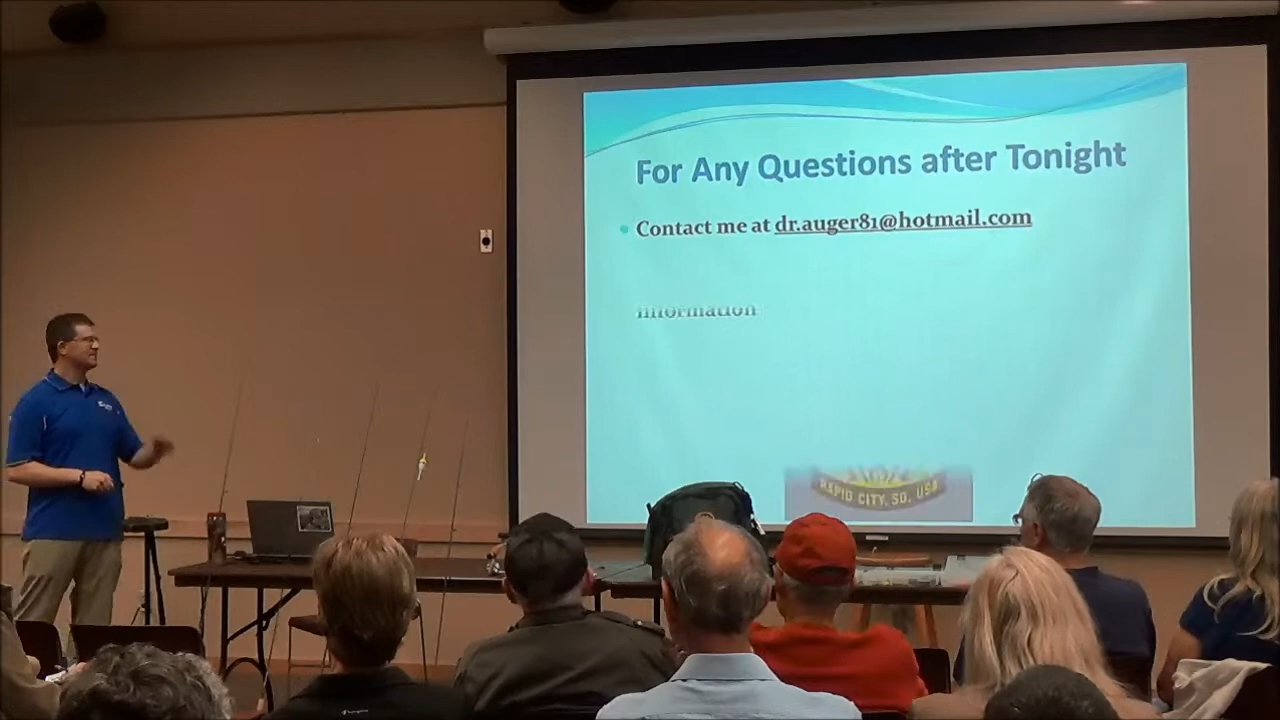 For Any Questions after Tonight
Contact me at dr.auger81@hotmail.com
information
RAPID CITY, SD, USA